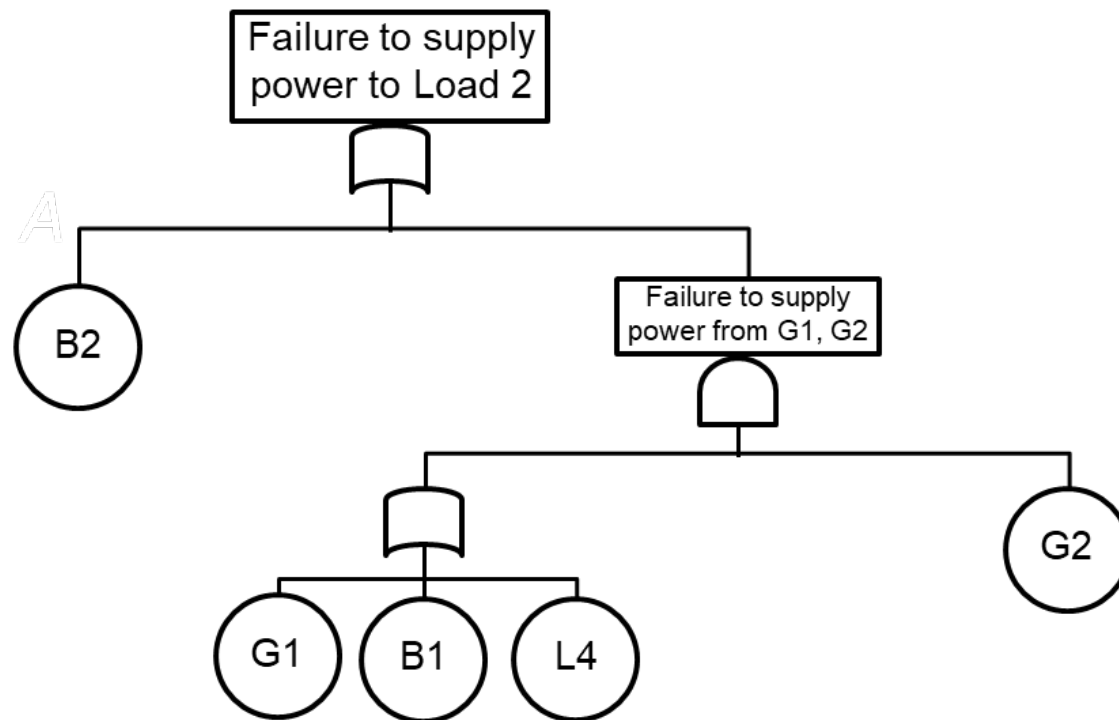 Failure to supply
power to Load 2
A
B2
Failure to supply
power from G1, G2
G2
G1
B1
L4